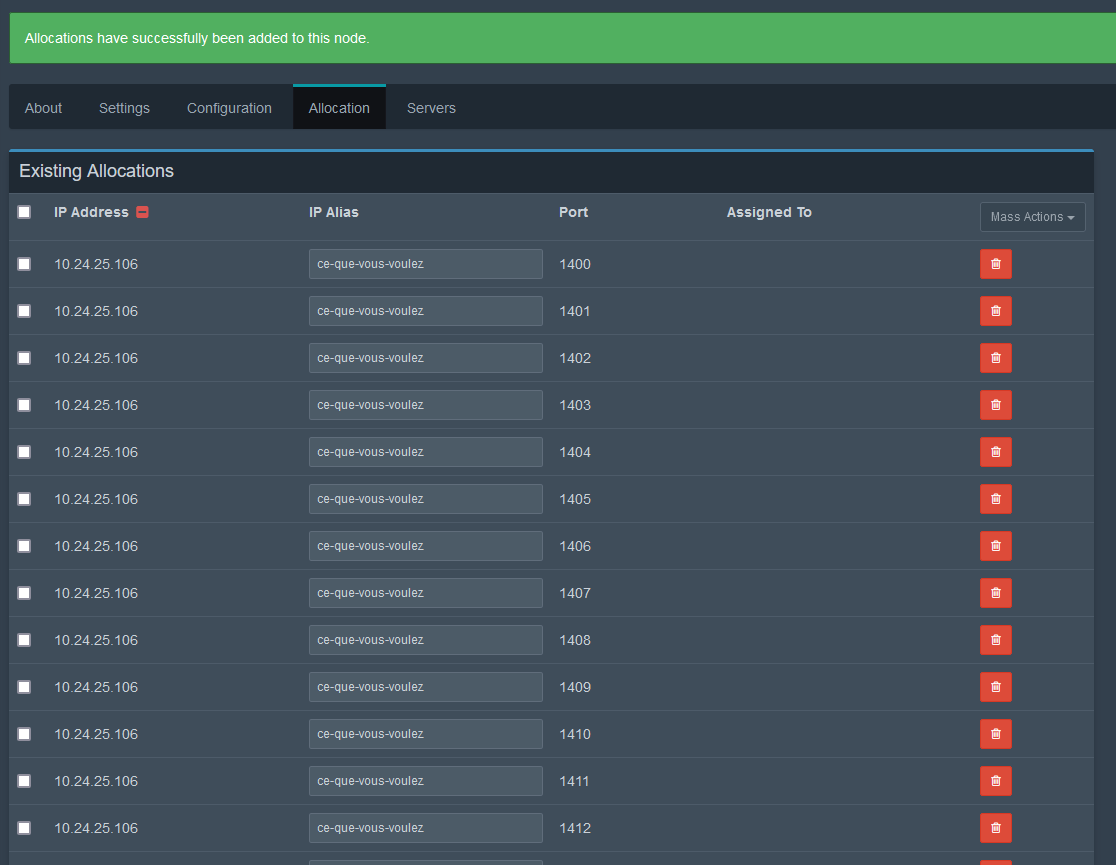 Allocations have successfully been added to this node.
About Settings Configuration Allocation Servers
Existing Allocations
IP Address IP Alias Port Assigned To Mass Actions
10.24.25.106 ce-que-vous-voulez 1400
10.24.25.106 ce-que-vous-voulez 1401
10.24.25.106 ce-que-vous-voulez 1402
10.24.25.106 ce-que-vous-voulez 1403
10.24.25.106 ce-que-vous-voulez 1404
10.24.25.106 ce-que-vous-voulez 1405
10.24.25.106 ce-que-vous-voulez 1406
10.24.25.106 ce-que-vous-voulez 1407
10.24.25.106 ce-que-vous-voulez 1408
10.24.25.106 ce-que-vous-voulez 1409
10.24.25.106 ce-que-vous-voulez 1410
10.24.25.106 ce-que-vous-voulez 1411
10.24.25.106 ce-que-vous-voulez 1412